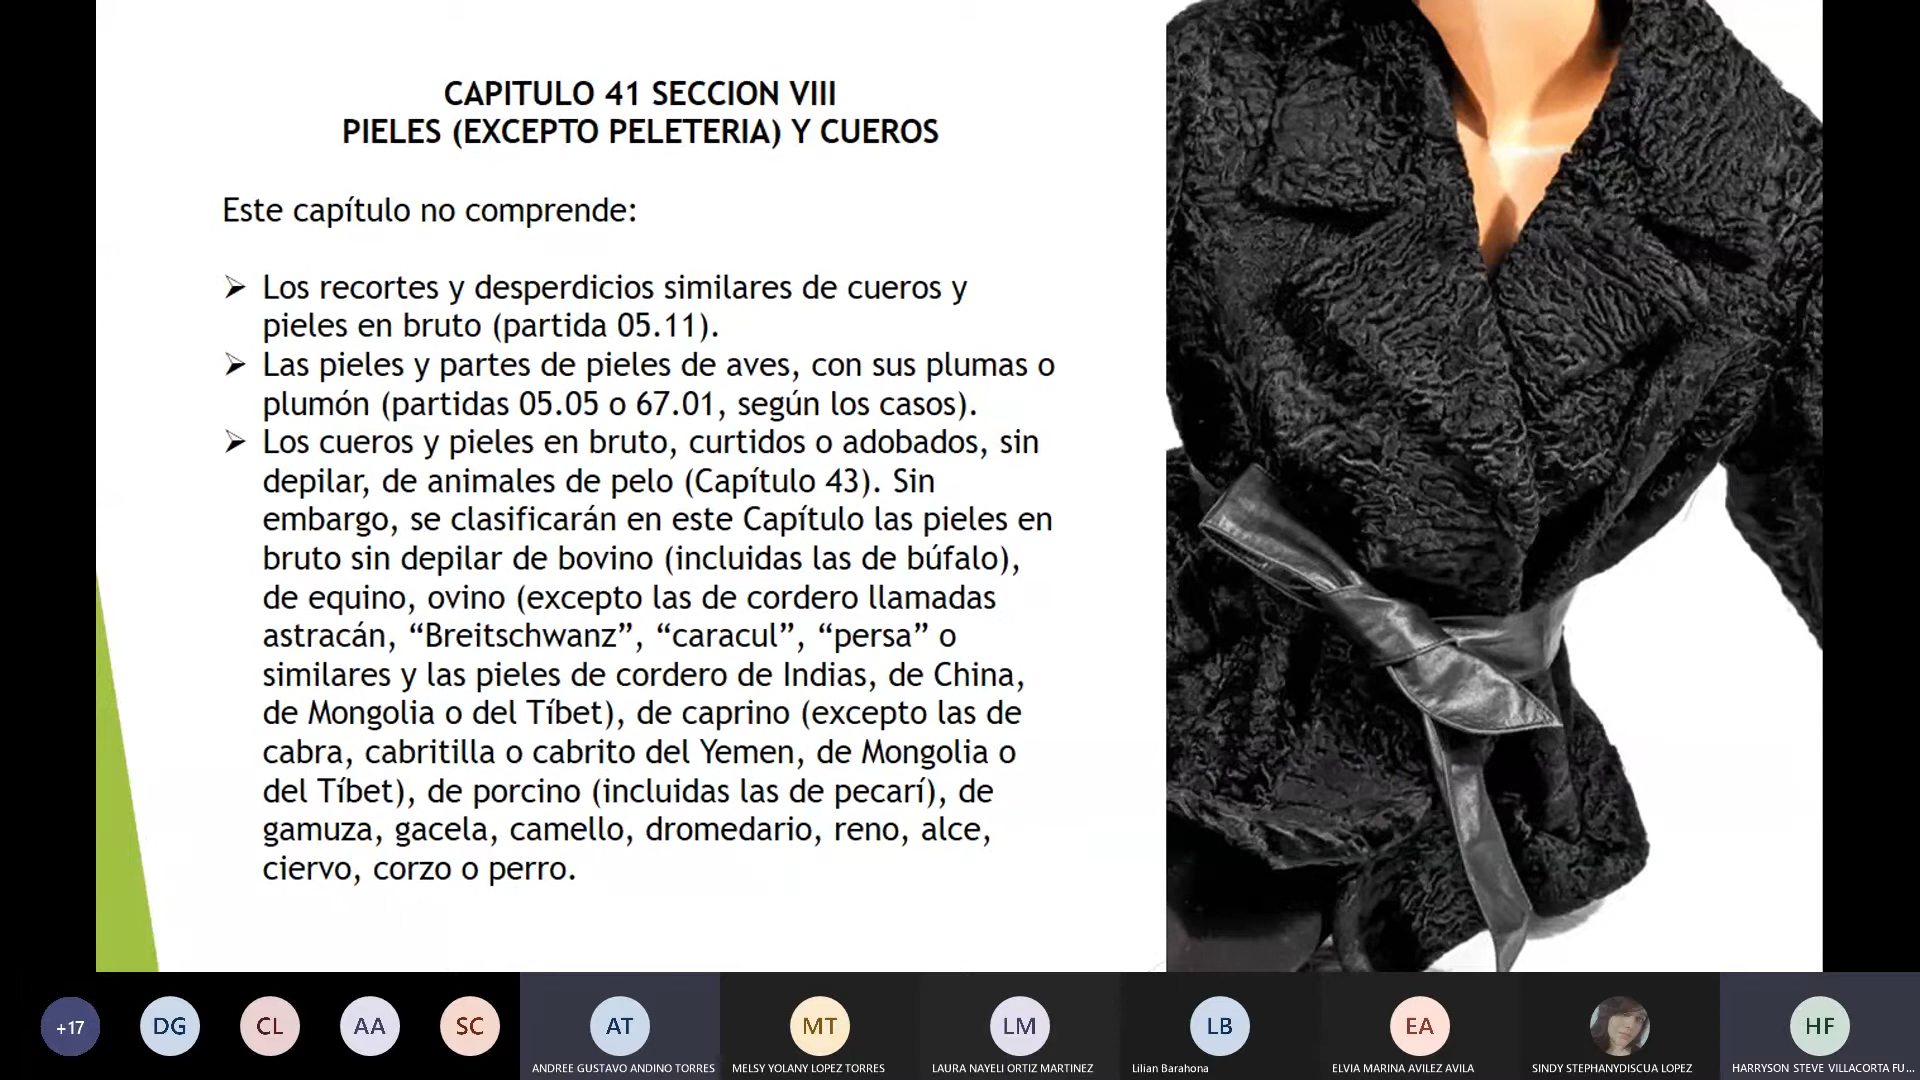 CAPITULO 41 SECCION VIII
PIELES (EXCEPTO PELETERIA) Y CUEROS
Este capítulo no comprende:
➢ Los recortes y desperdicios similares de cueros y
pieles en bruto (partida 05.11).
➢ Las pieles y partes de pieles de aves, con sus plumas o
plumón (partidas 05.05 o 67.01, según los casos).
➢ Los cueros y pieles en bruto, curtidos o adobados, sin
depilar, de animales de pelo (Capítulo 43). Sin
embargo, se clasificarán en este Capítulo las pieles en
bruto sin depilar de bovino (incluidas las de búfalo),
de equino, ovino (excepto las de cordero llamadas
astracán, “Breitschwanz”, “caracul”, “persa” o
similares y las pieles de cordero de Indias, de China,
de Mongolia o del Tíbet), de caprino (excepto las de
cabra, cabritilla o cabrito del Yemen, de Mongolia o
del Tíbet), de porcino (incluidas las de pecarí), de
gamuza, gacela, camello, dromedario, reno, alce,
ciervo, corzo o perro.
+17
DG
CL
AA
SC
AT
MT
LM
LB
EA
HF
ANDREE GUSTAVO ANDINO TORRES
MELSY YOLANY LOPEZ TORRES
LAURA NAYELI ORTIZ MARTINEZ
Lilian Barahona
ELVIA MARINA AVILEZ AVILA
SINDY STEPHANYDISCUA LOPEZ
HARRYSON STEVE VILLACORTA FU...